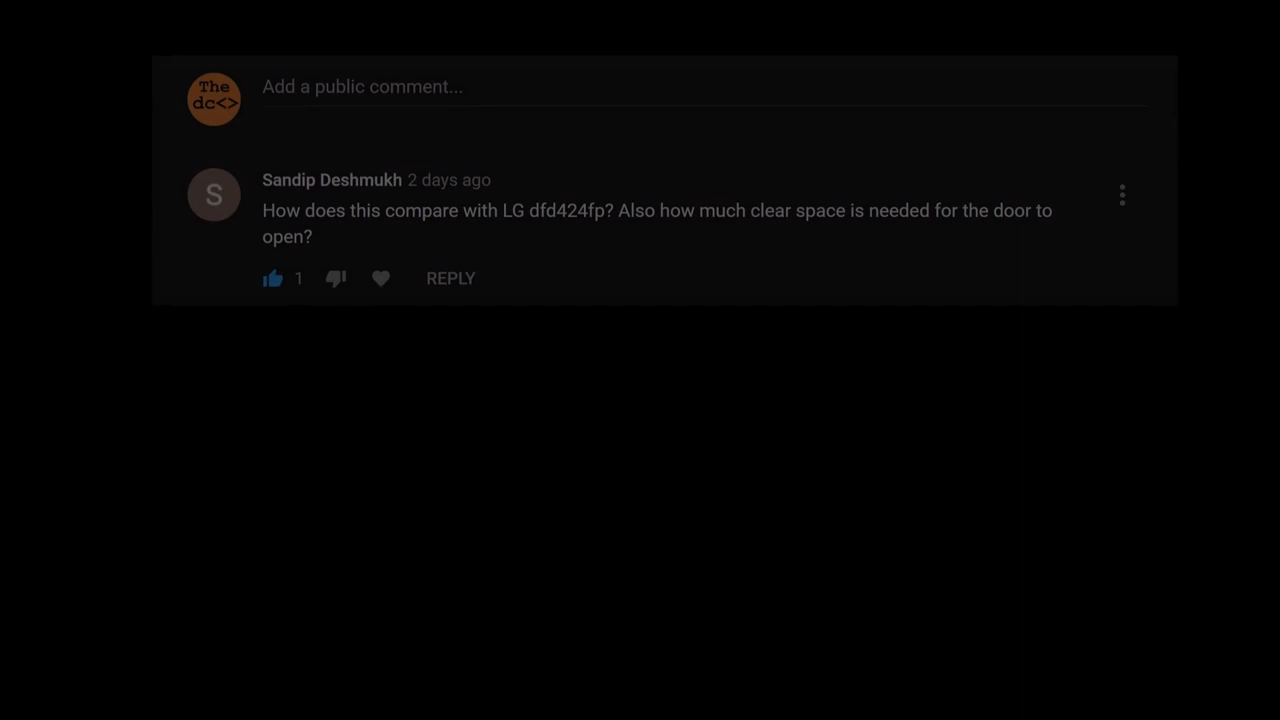 The
dc<>
Add a public comment...
S
Sandip Deshmukh 2 days ago
How does this compare with LG dfd424fp? Also how much clear space is needed for the door to
open?
1 REPLY